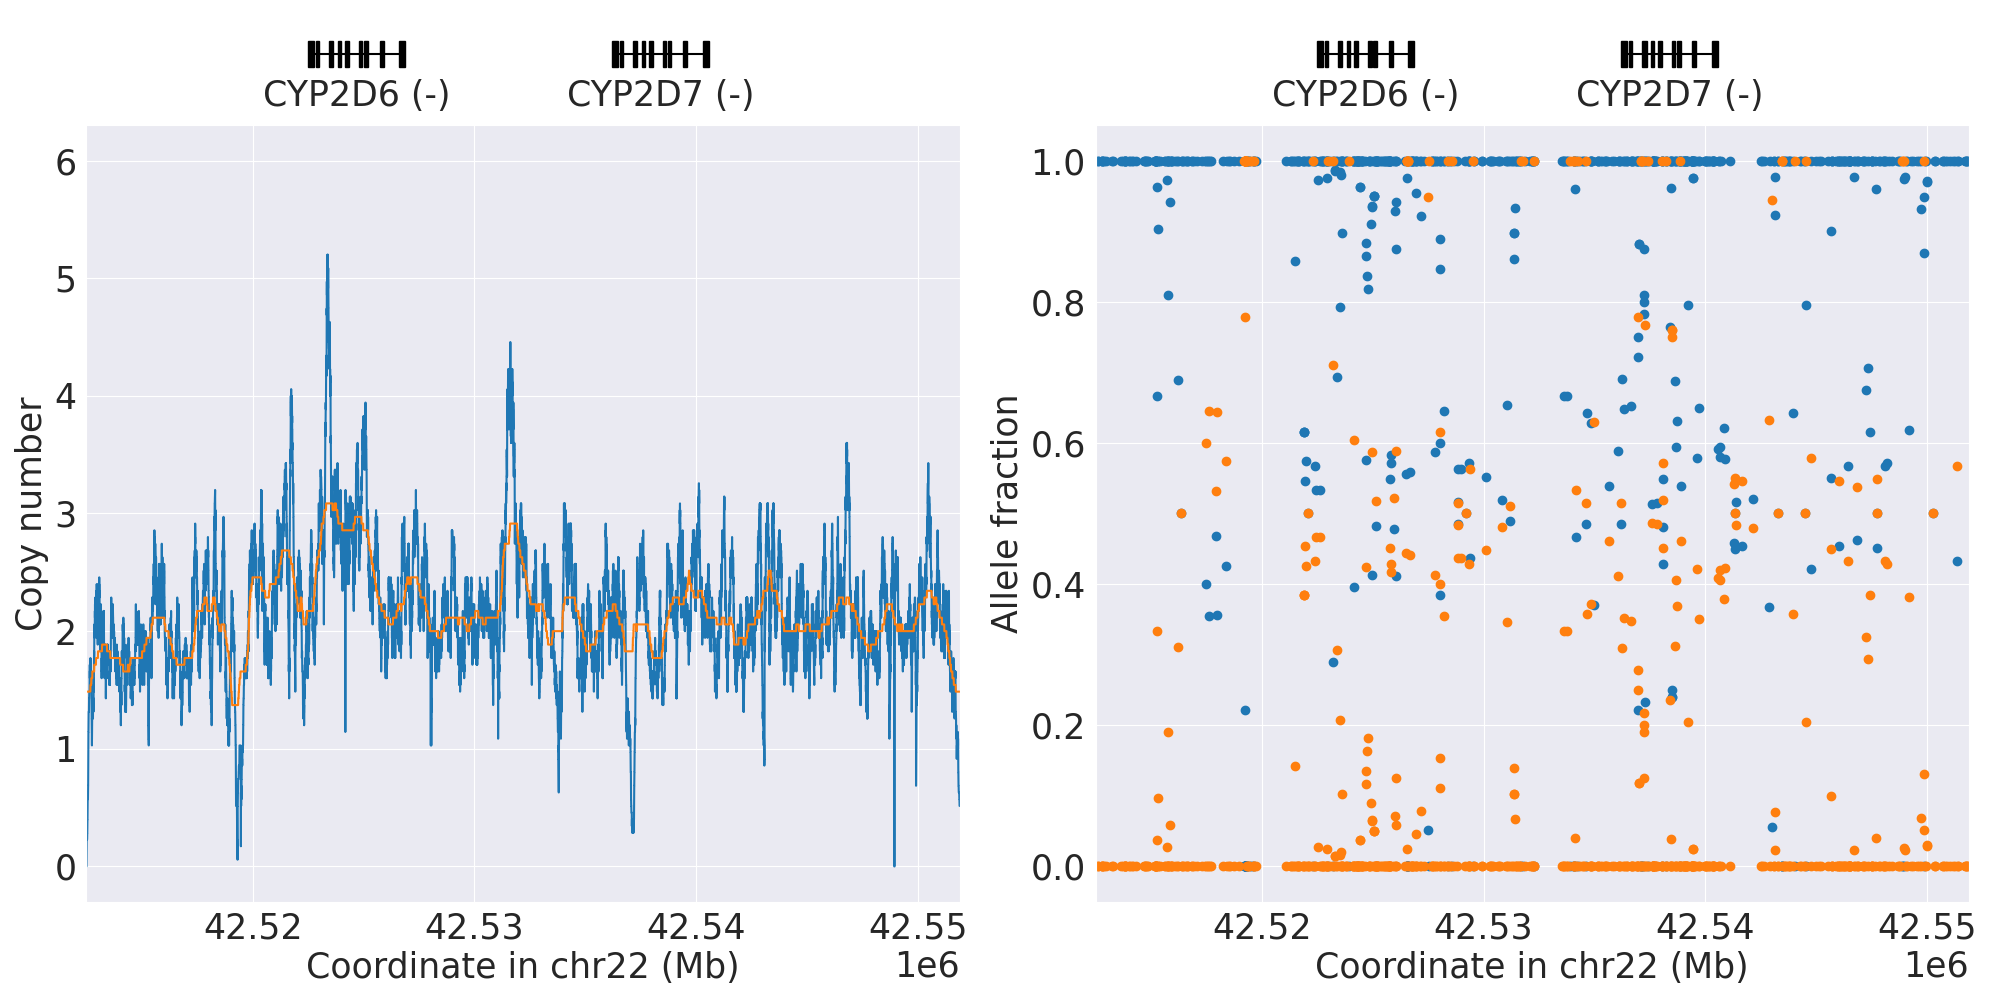 CYP2D6 (-) CYP2D7 (-)
6
5
4
3
2
1
0
Copy number
42.52 42.53 42.54 42.55
Coordinate in chr22 (Mb) 1e6
CYP2D6 (-) CYP2D7 (-)
1.0
0.8
0.6
0.4
0.2
0.0
Allele fraction
42.52 42.53 42.54 42.55
Coordinate in chr22 (Mb) 1e6